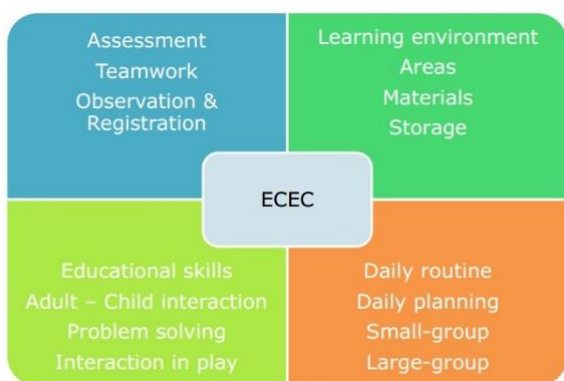 Assessment
Teamwork
Observation &
Registration
Learning environment
Areas
Materials
Storage
ECEC
Educational skills
Adult – Child interaction
Problem solving
Interaction in play
Daily routine
Daily planning
Small-group
Large-group